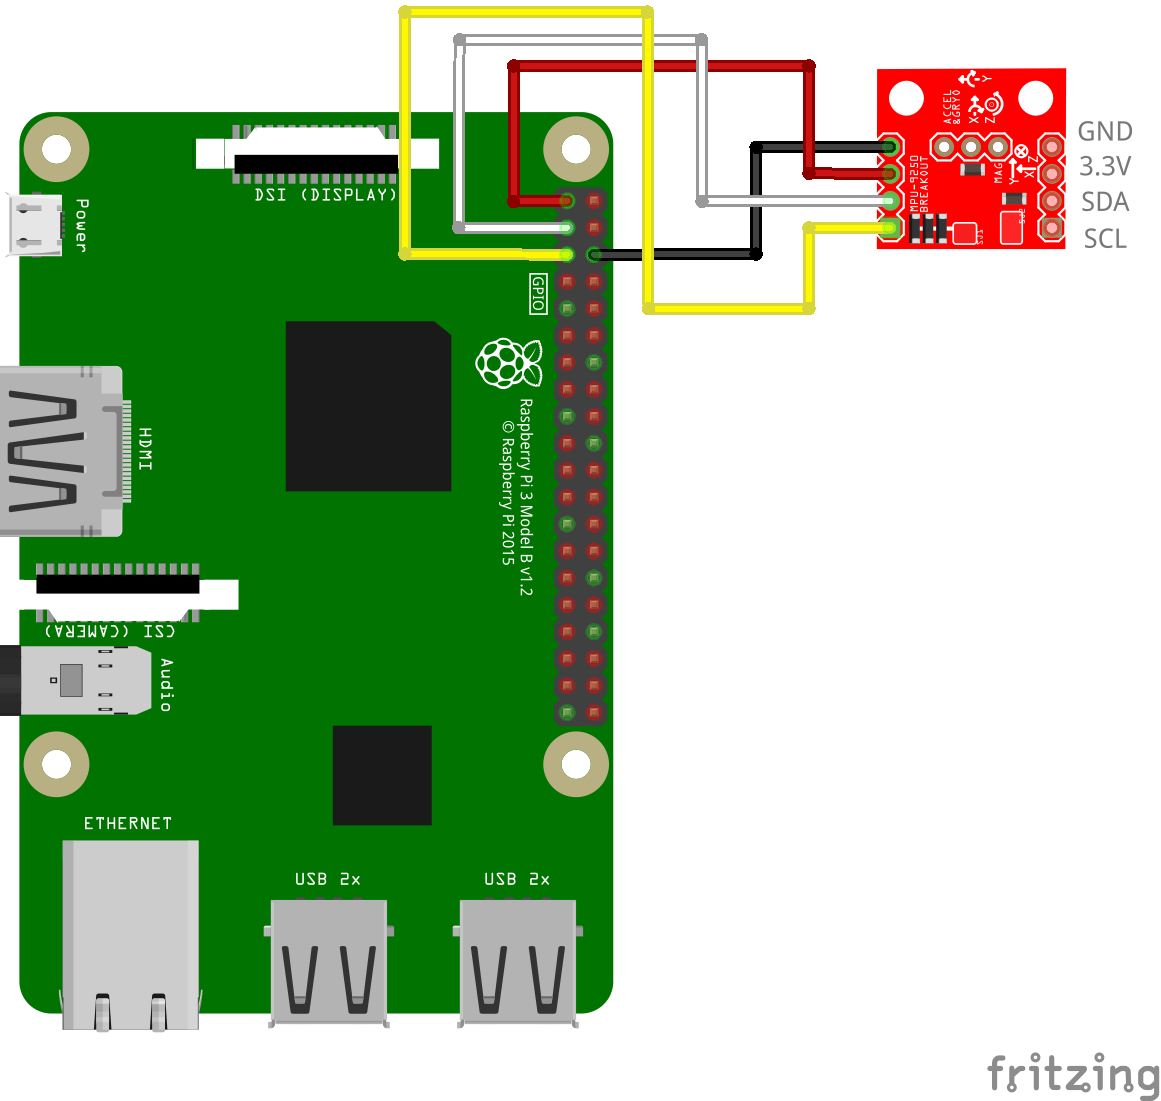 ACCEL
&GRYO
Y
X
Z
GND
3.3V
SDA
SCL
MPU-9250
BREAKOUT
MAG
Y
X
Z
DSI (DISPLAY)
Power
GPIO
HDMI
Raspberry Pi 3 Model B v1.2
© Raspberry Pi 2015
CSI (CAMERA)
Audio
ETHERNET
USB 2x
USB 2x
fritzing